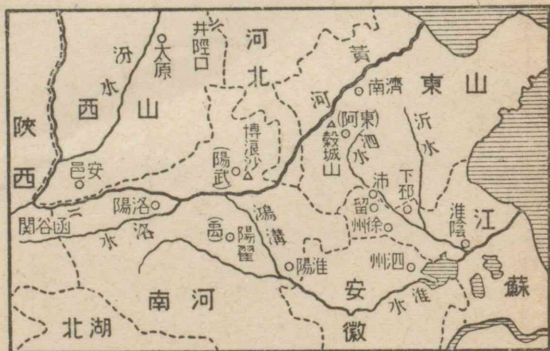 山東
河北
井陘口
太原
汾水
山西
陝西
黃河
濟南
(東阿)
穀城山
泗水
沂水
博浪沙
(陽武)
安邑
沛
留
下邳
徐州
淮陰
江蘇
洛陽
函谷関
洛水
鴻溝
陽翟
(禹)
淮陽
泗州
安徽
淮水
河南
湖北